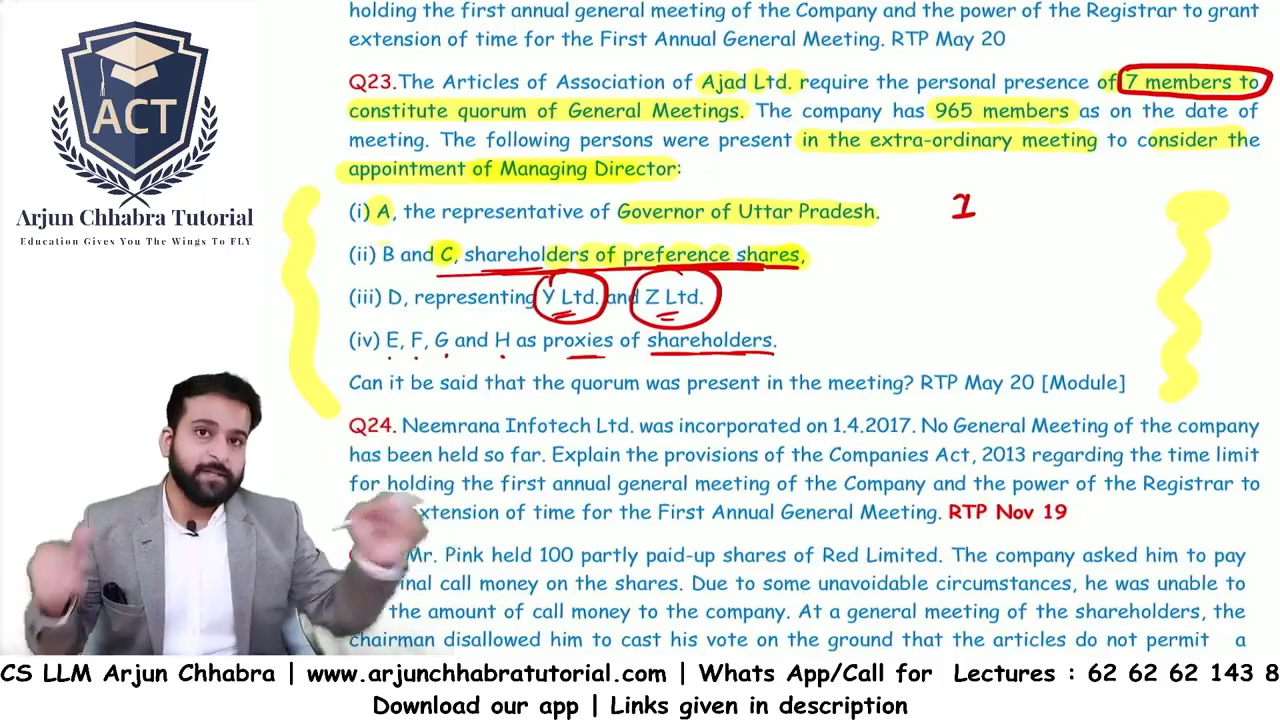 holding the first annual general meeting of the Company and the power of the Registrar to grant
extension of time for the First Annual General Meeting. RTP May 20
ACT
Arjun Chhabra Tutorial
Education Gives You The Wings To FLY
Q23.The Articles of Association of Ajad Ltd. require the personal presence of 7 members to
constitute quorum of General Meetings. The company has 965 members as on the date of
meeting. The following persons were present in the extra-ordinary meeting to consider the
appointment of Managing Director:
(i) A, the representative of Governor of Uttar Pradesh. 1
(ii) B and C, shareholders of preference shares,
(iii) D, representing Y Ltd. and Z Ltd.
(iv) E, F, G and H as proxies of shareholders.
Can it be said that the quorum was present in the meeting? RTP May 20 [Module]
Q24. Neemrana Infotech Ltd. was incorporated on 1.4.2017. No General Meeting of the company
has been held so far. Explain the provisions of the Companies Act, 2013 regarding the time limit
for holding the first annual general meeting of the Company and the power of the Registrar to
extension of time for the First Annual General Meeting. RTP Nov 19
Mr. Pink held 100 partly paid-up shares of Red Limited. The company asked him to pay
call money on the shares. Due to some unavoidable circumstances, he was unable to
the amount of call money to the company. At a general meeting of the shareholders, the
chairman disallowed him to cast his vote on the ground that the articles do not permit a
CS LLM Arjun Chhabra | www.arjunchhabratutorial.com | Whats App/Call for Lectures : 62 62 62 143 8
Download our app | Links given in description